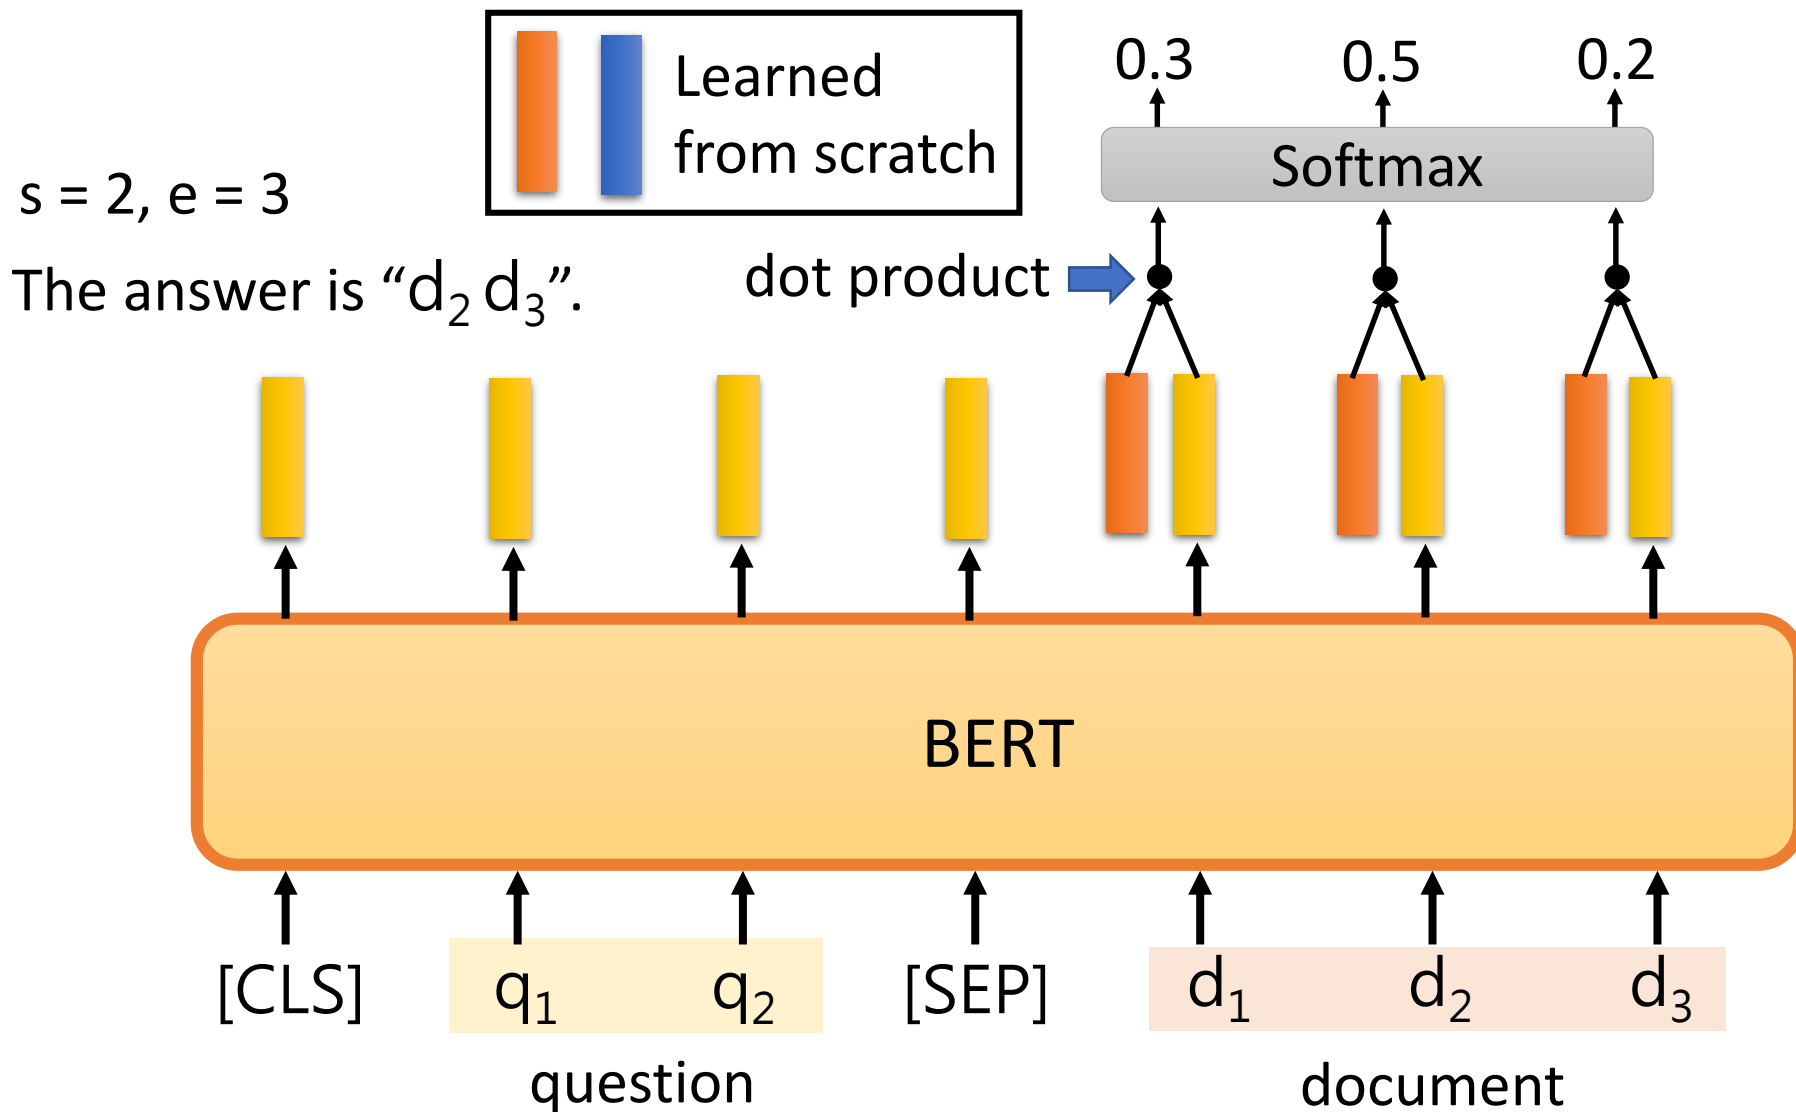 Learned
from scratch
0.3 0.5 0.2
Softmax
s = 2, e = 3
dot product
The answer is “d₂ d₃”.
BERT
[CLS] q₁ q₂ [SEP] d₁ d₂ d₃
question document